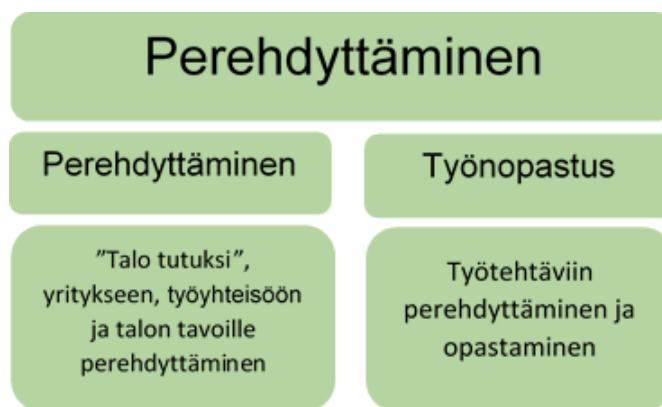 Perehdyttäminen
Perehdyttäminen
Työnopastus
”Talo tutuksi”,
yritykseen, työyhteisöön
ja talon tavoille
perehdyttäminen
Työtehtäviin
perehdyttäminen ja
opastaminen